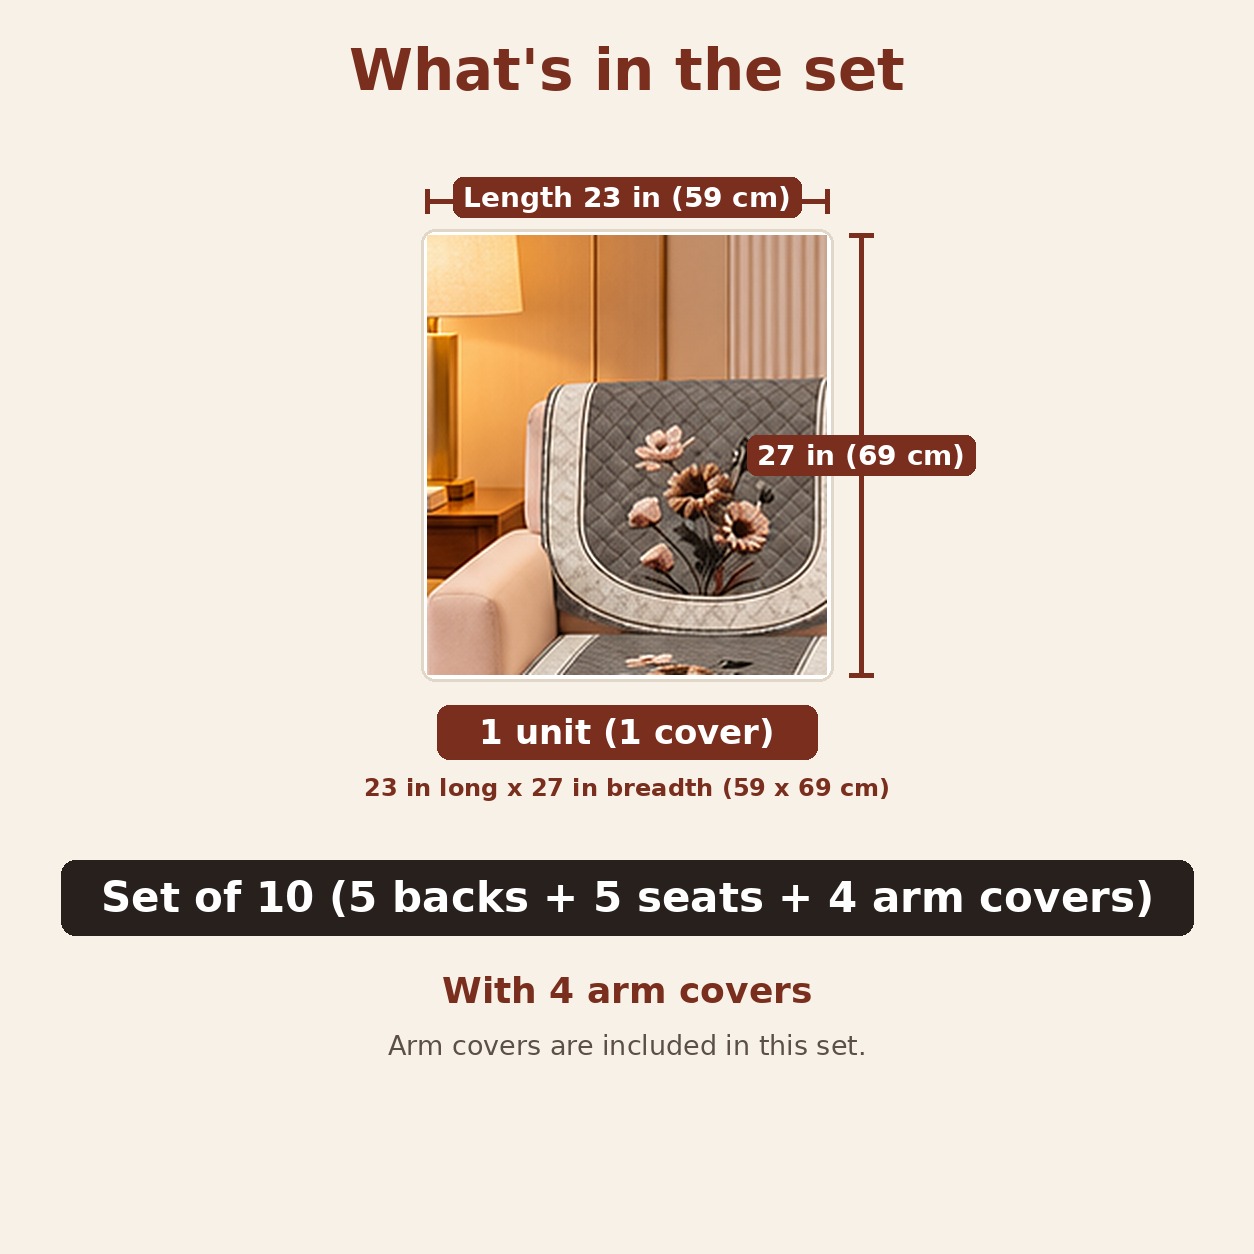 What's in the set
Length 23 in (59 cm)
27 in (69 cm)
1 unit (1 cover)
23 in long x 27 in breadth (59 x 69 cm)
Set of 10 (5 backs + 5 seats + 4 arm covers)
With 4 arm covers
Arm covers are included in this set.